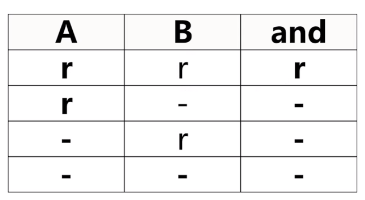 A B and
r r r
r - -
- r -
- - -